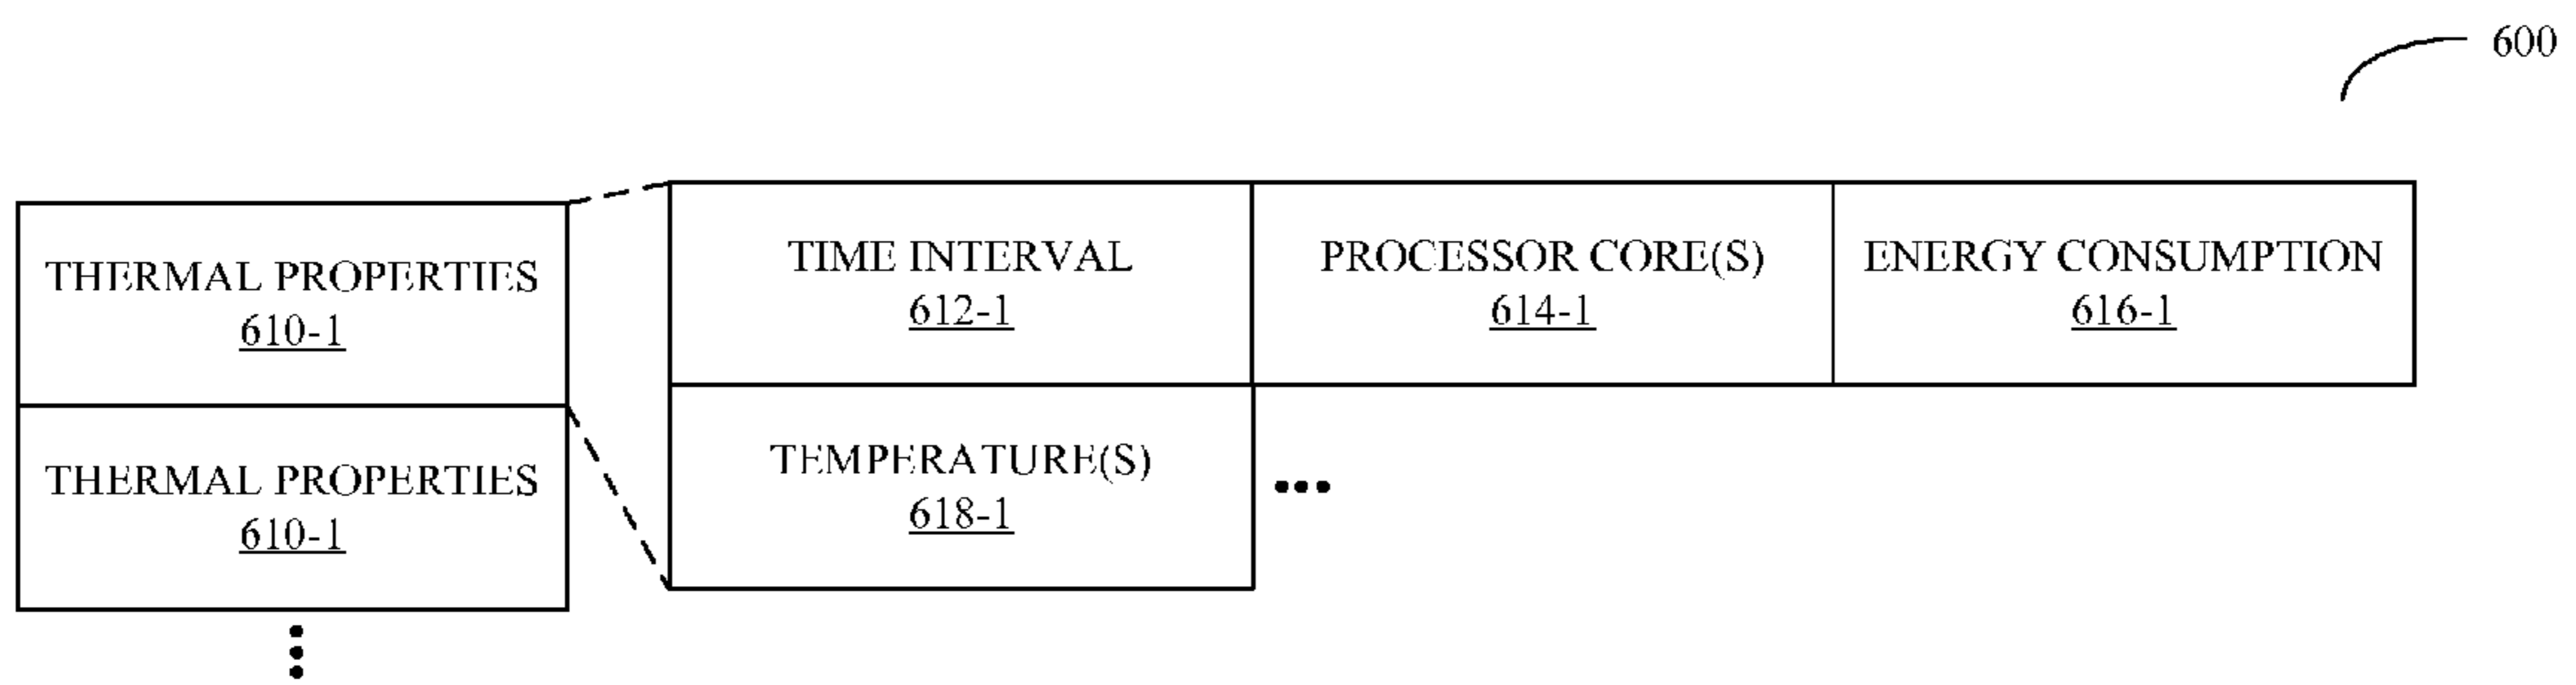 600
THERMAL PROPERTIES
610-1
THERMAL PROPERTIES
610-1
TIME INTERVAL
612-1
PROCESSOR CORE(S)
614-1
ENERGY CONSUMPTION
616-1
TEMPERATURE(S)
618-1